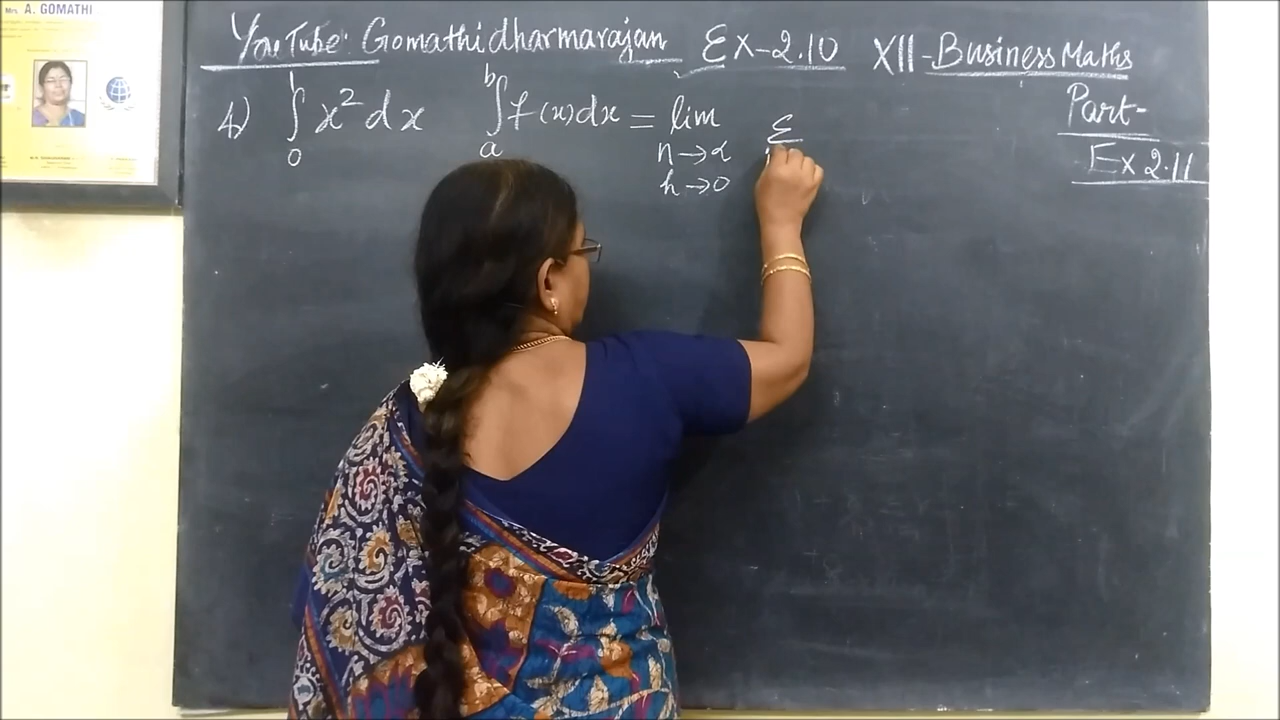 Mrs. A. GOMATHI
YouTube: Gomathidharmarajan Ex-2.10 XII-Business Maths
Part-
Ex 2.11
4) ∫₀¹ x² dx ∫ₐᵇ f(x)dx = lim Σ
n→∝
h→0